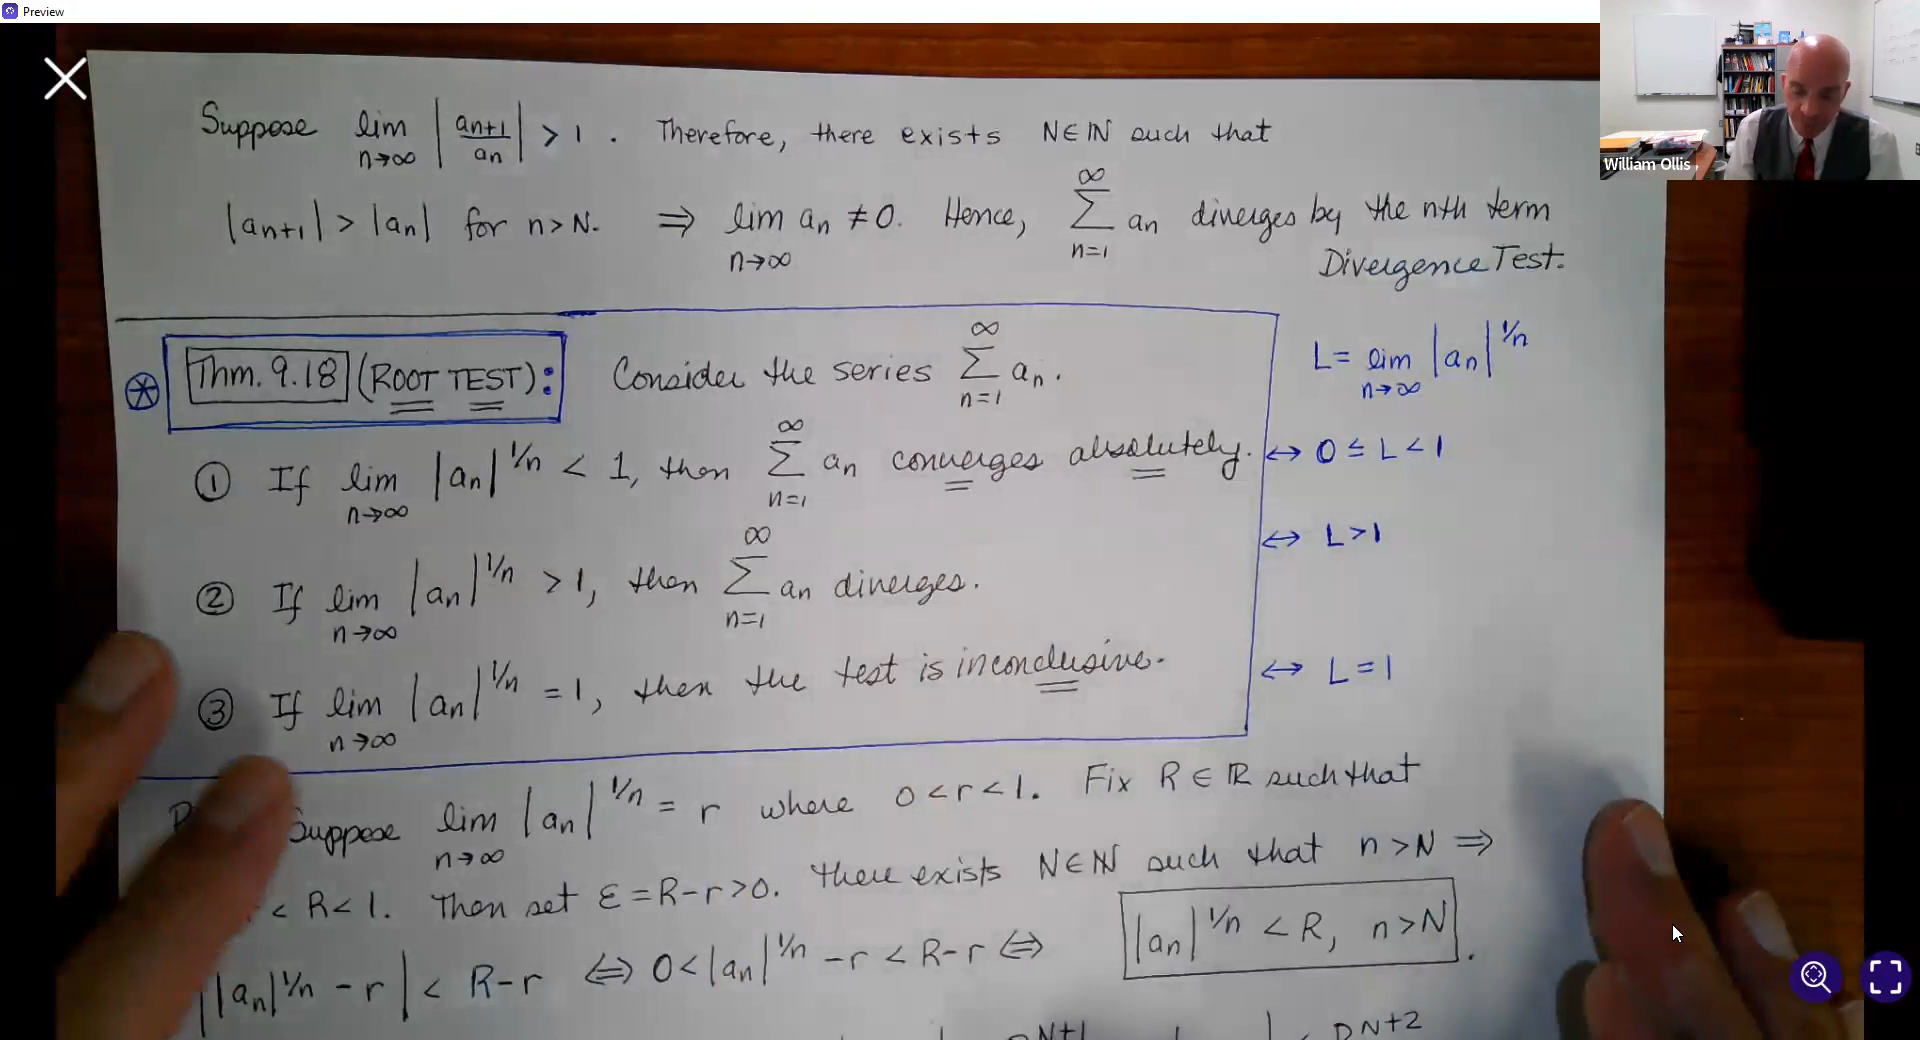 Preview
William Ollis
Suppose lim n→∞ |an+1/an| > 1 . Therefore, there exists N∈ℕ such that
|an+1| > |an| for n>N. ⇒ lim n→∞ an ≠ 0. Hence, ∞ Σ n=1 an diverges by the nth term
Divergence Test.
Thm. 9.18 (ROOT TEST): Consider the series ∞ Σ n=1 an.
L = lim n→∞ |an|^1/n
① If lim n→∞ |an|^1/n < 1, then ∞ Σ n=1 an converges absolutely. ↔ 0 ≤ L < 1
② If lim n→∞ |an|^1/n > 1, then ∞ Σ n=1 an diverges. ↔ L>1
③ If lim n→∞ |an|^1/n = 1, then the test is inconclusive. ↔ L=1
Suppose lim n→∞ |an|^1/n = r where 0<r<1. Fix R∈ℝ such that
< R < 1. Then set ε = R-r>0. there exists N∈ℕ such that n>N ⇒
||an|^1/n - r| < R-r ⇔ 0<|an|^1/n - r < R-r ⇔ |an|^1/n < R, n>N .
N+1 N+2